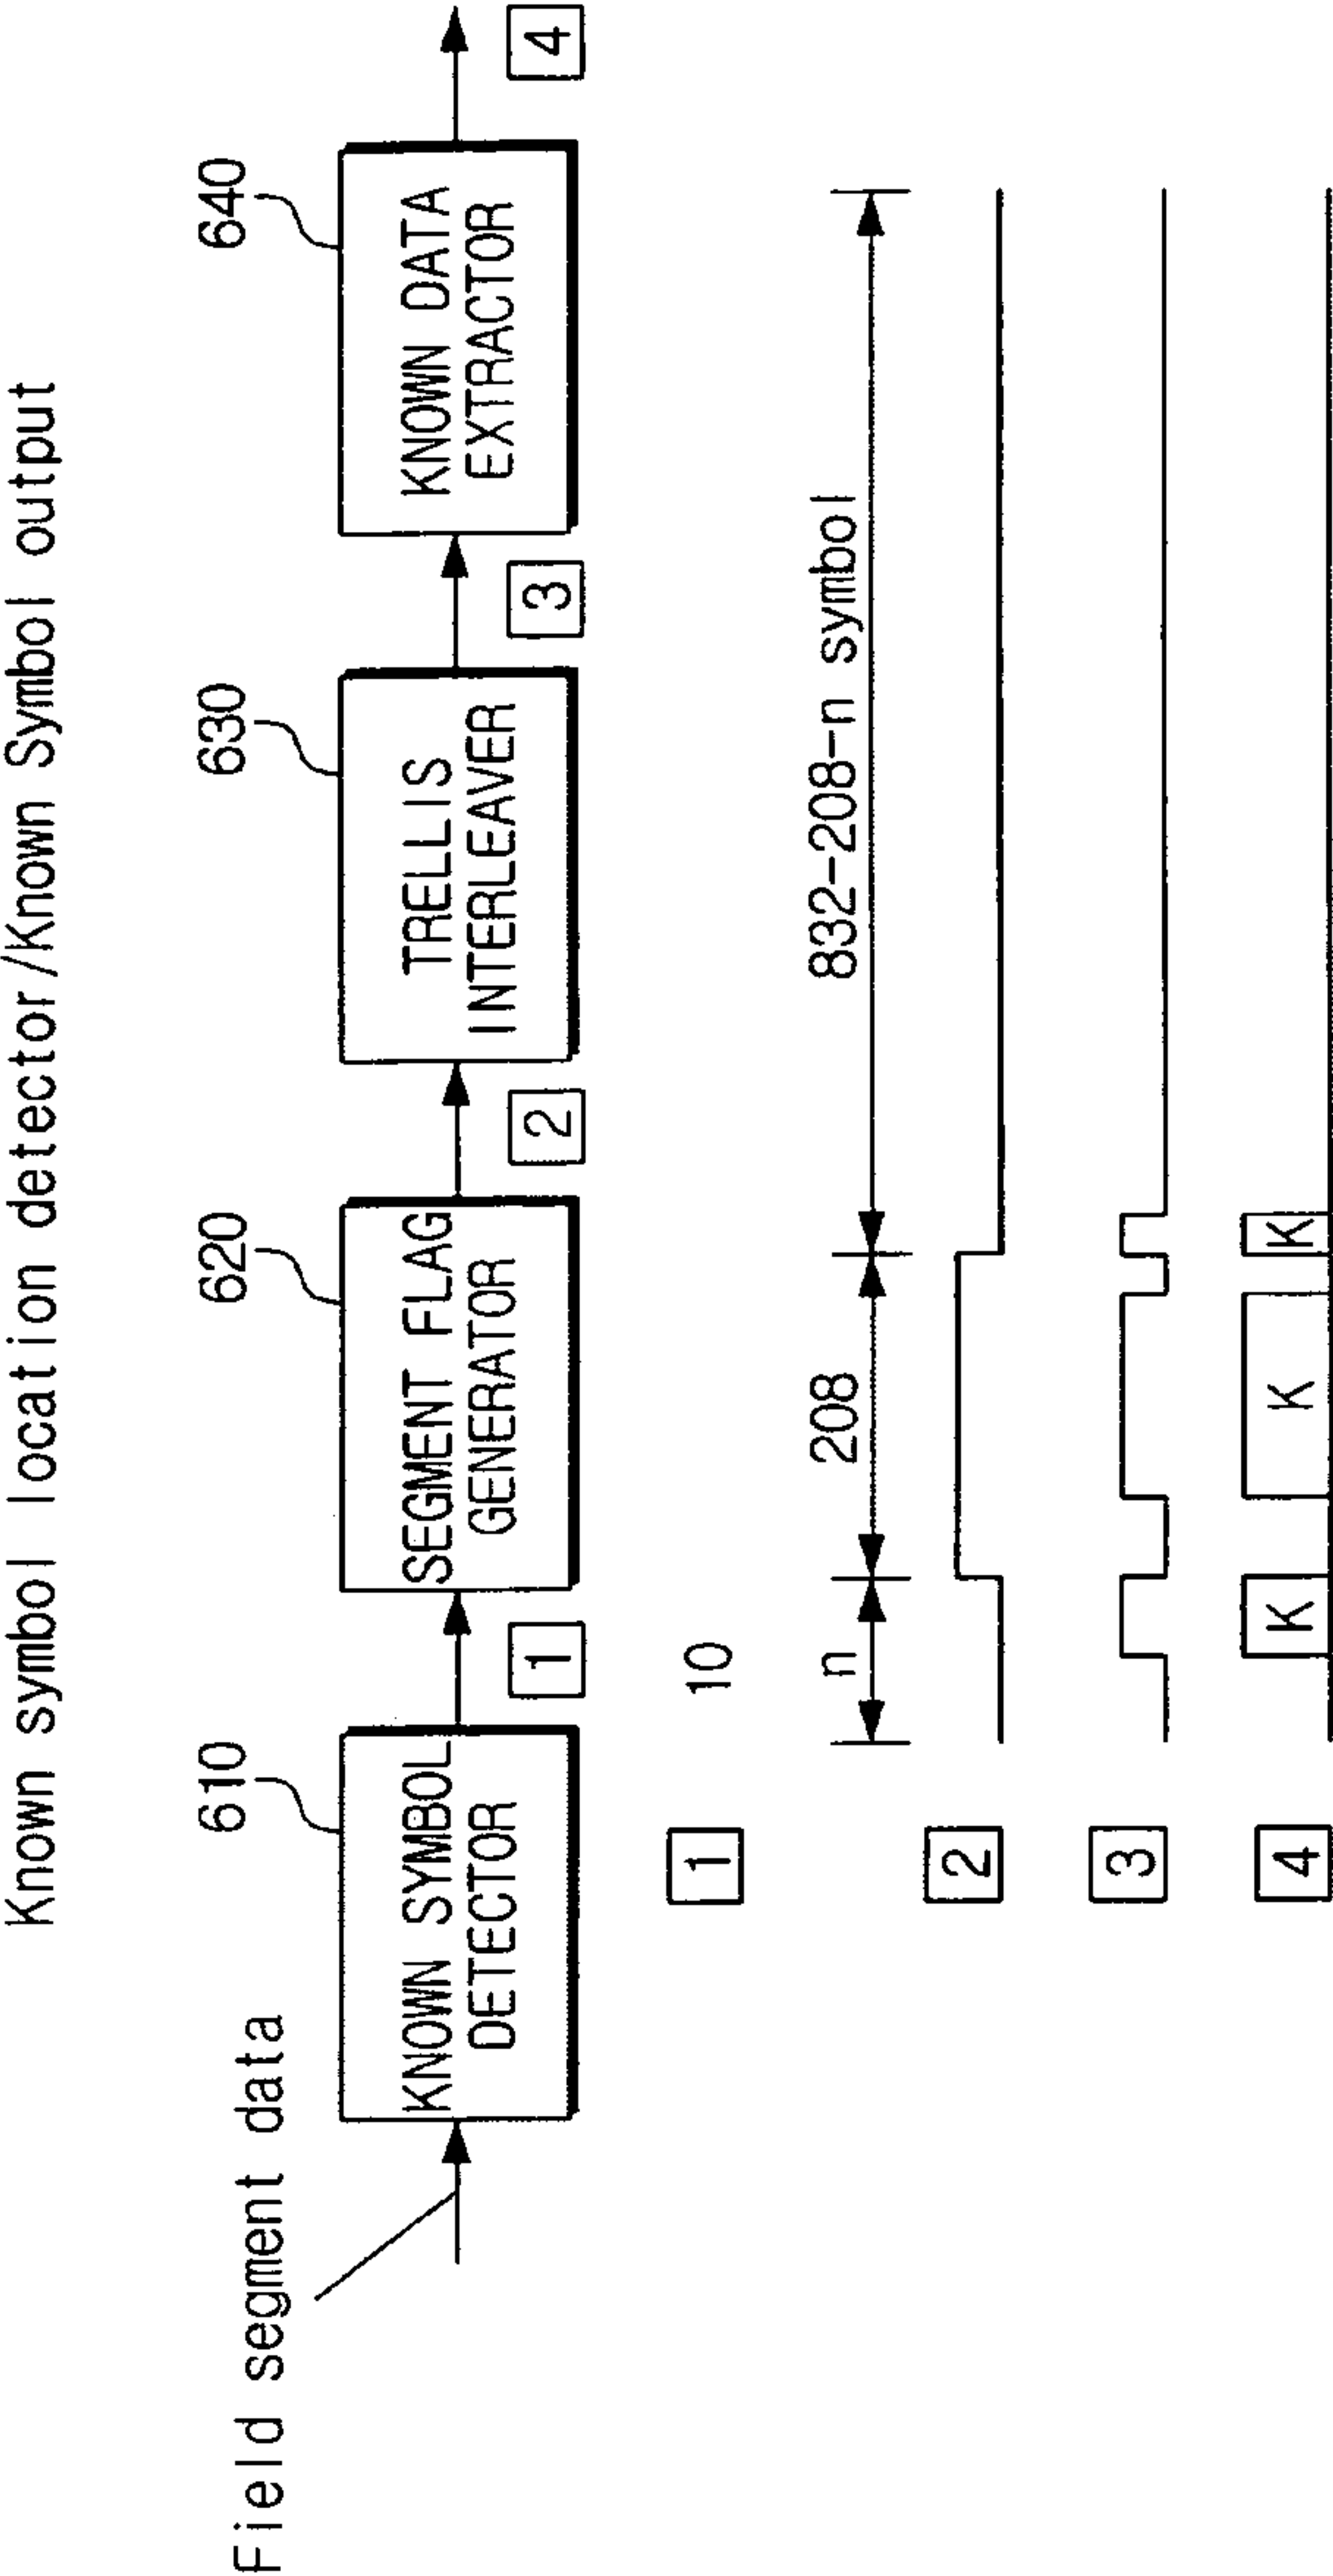 Known symbol location detector/Known Symbol output
Field segment data
610
620
630
640
KNOWN SYMBOL
DETECTOR
SEGMENT FLAG
GENERATOR
TRELLIS
INTERLEAVER
KNOWN DATA
EXTRACTOR
1
2
3
4
1
10
n
208
832-208-n symbol
2
3
4
K
K
K